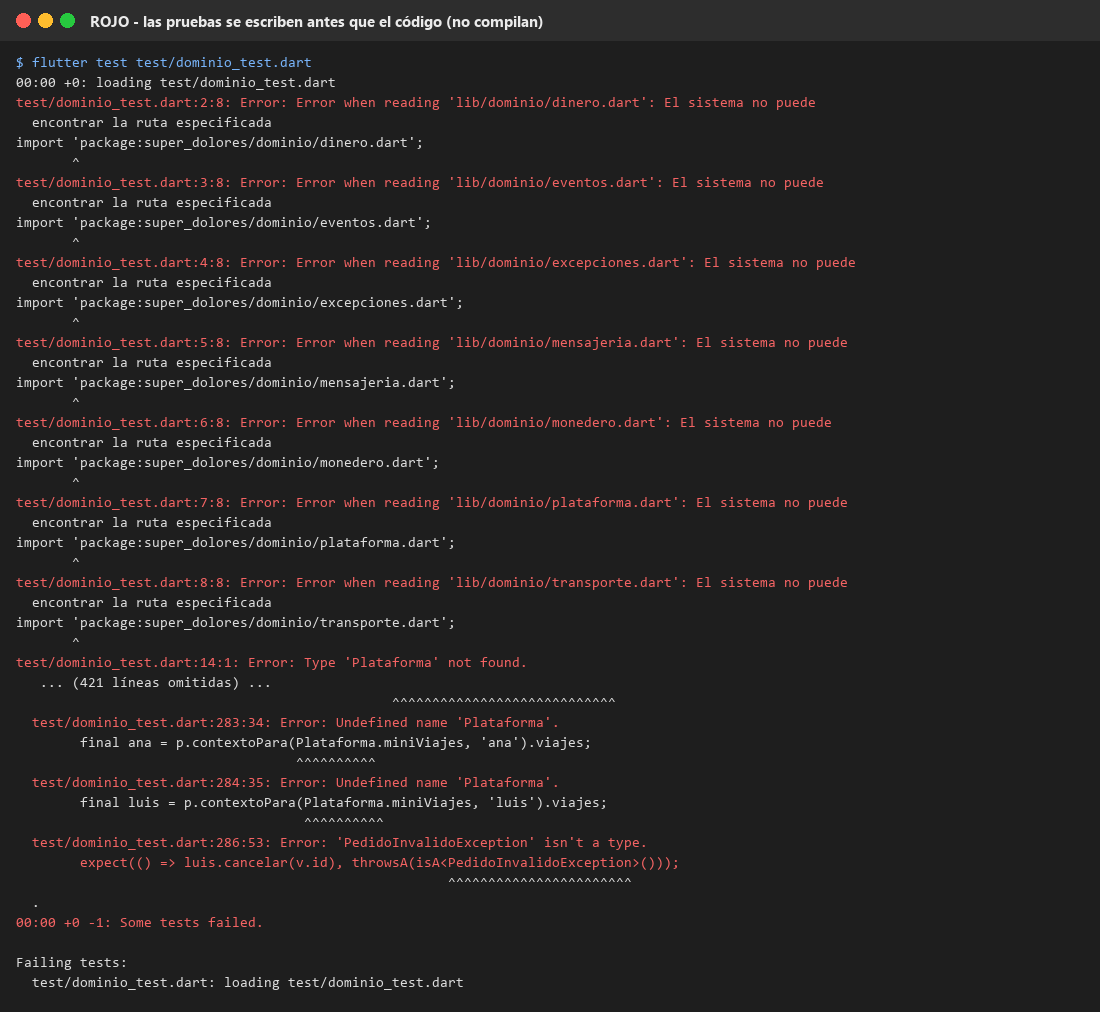 ROJO - las pruebas se escriben antes que el código (no compilan)
$ flutter test test/dominio_test.dart
00:00 +0: loading test/dominio_test.dart
test/dominio_test.dart:2:8: Error: Error when reading 'lib/dominio/dinero.dart': El sistema no puede
  encontrar la ruta especificada
import 'package:super_dolores/dominio/dinero.dart';
       ^
test/dominio_test.dart:3:8: Error: Error when reading 'lib/dominio/eventos.dart': El sistema no puede
  encontrar la ruta especificada
import 'package:super_dolores/dominio/eventos.dart';
       ^
test/dominio_test.dart:4:8: Error: Error when reading 'lib/dominio/excepciones.dart': El sistema no puede
  encontrar la ruta especificada
import 'package:super_dolores/dominio/excepciones.dart';
       ^
test/dominio_test.dart:5:8: Error: Error when reading 'lib/dominio/mensajeria.dart': El sistema no puede
  encontrar la ruta especificada
import 'package:super_dolores/dominio/mensajeria.dart';
       ^
test/dominio_test.dart:6:8: Error: Error when reading 'lib/dominio/monedero.dart': El sistema no puede
  encontrar la ruta especificada
import 'package:super_dolores/dominio/monedero.dart';
       ^
test/dominio_test.dart:7:8: Error: Error when reading 'lib/dominio/plataforma.dart': El sistema no puede
  encontrar la ruta especificada
import 'package:super_dolores/dominio/plataforma.dart';
       ^
test/dominio_test.dart:8:8: Error: Error when reading 'lib/dominio/transporte.dart': El sistema no puede
  encontrar la ruta especificada
import 'package:super_dolores/dominio/transporte.dart';
       ^
test/dominio_test.dart:14:1: Error: Type 'Plataforma' not found.
   ... (421 líneas omitidas) ...
                                               ^^^^^^^^^^^^^^^^^^^^^^^^^^^^
  test/dominio_test.dart:283:34: Error: Undefined name 'Plataforma'.
        final ana = p.contextoPara(Plataforma.miniViajes, 'ana').viajes;
                                   ^^^^^^^^^^
  test/dominio_test.dart:284:35: Error: Undefined name 'Plataforma'.
        final luis = p.contextoPara(Plataforma.miniViajes, 'luis').viajes;
                                    ^^^^^^^^^^
  test/dominio_test.dart:286:53: Error: 'PedidoInvalidoException' isn't a type.
        expect(() => luis.cancelar(v.id), throwsA(isA<PedidoInvalidoException>()));
                                                      ^^^^^^^^^^^^^^^^^^^^^^^
  .
00:00 +0 -1: Some tests failed.
Failing tests:
  test/dominio_test.dart: loading test/dominio_test.dart